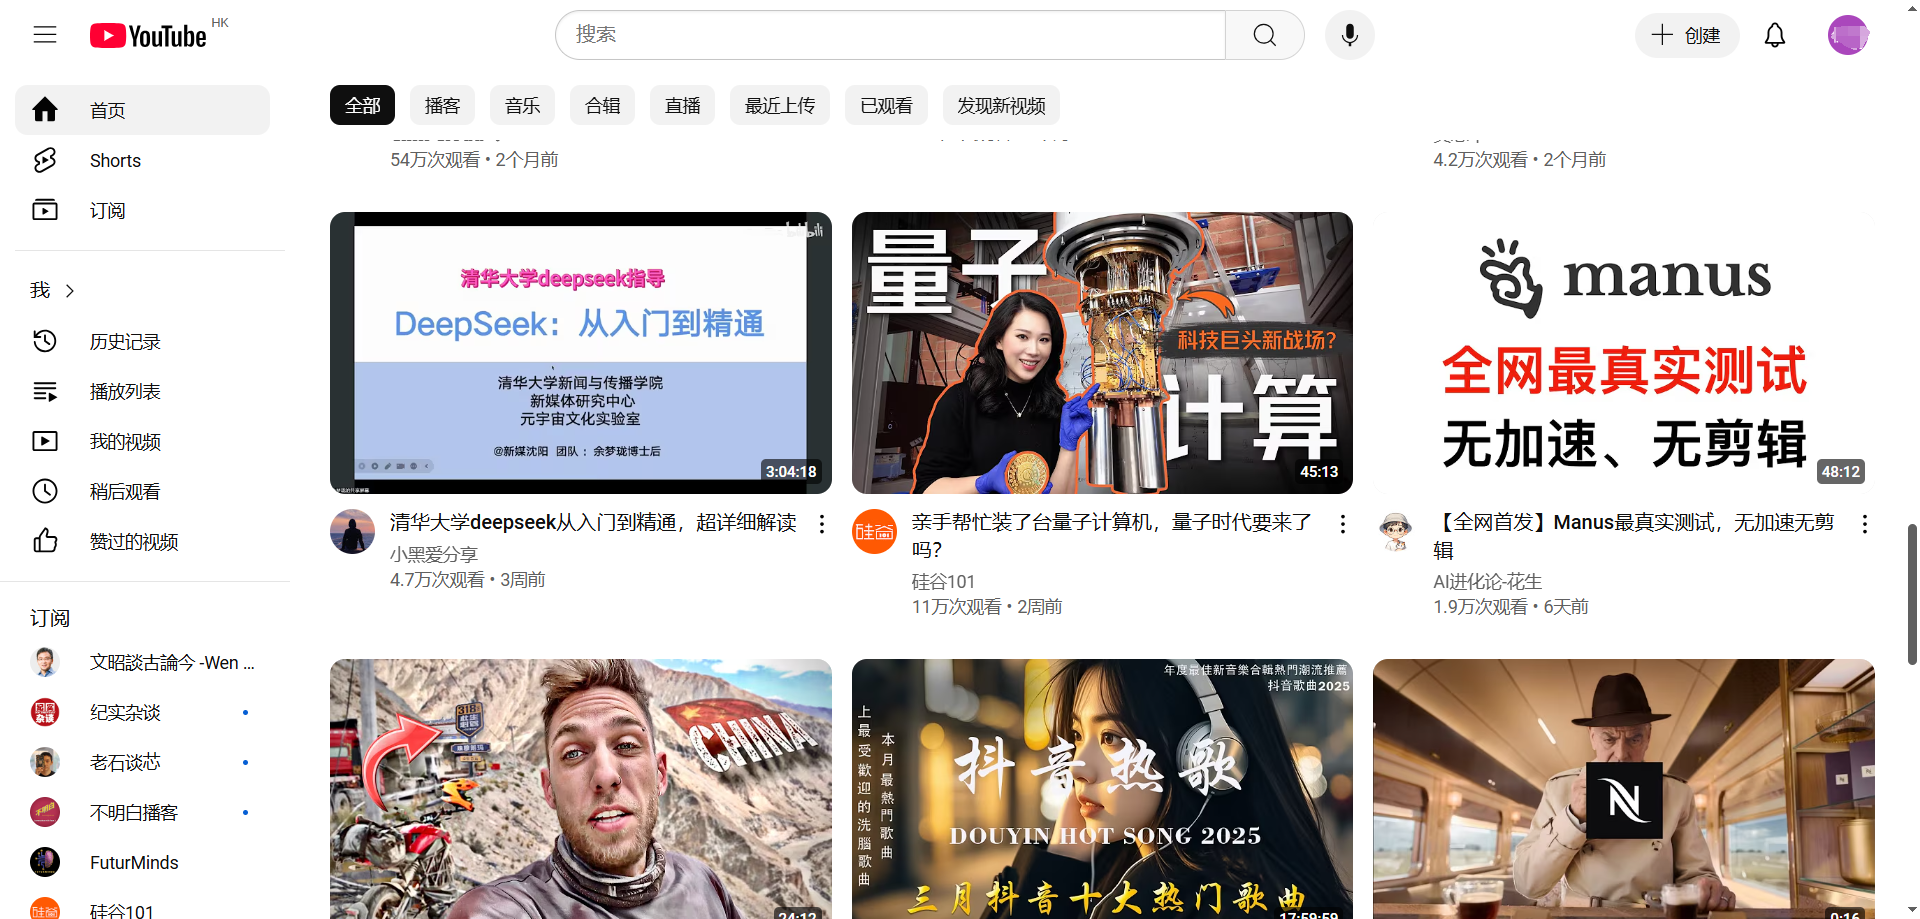 YouTube HK
搜索
创建
首页
Shorts
订阅
我
历史记录
播放列表
我的视频
稍后观看
赞过的视频
订阅
文昭談古論今 -Wen ...
纪实杂谈
老石谈芯
不明白播客
FuturMinds
硅谷101
全部
播客
音乐
合辑
直播
最近上传
已观看
发现新视频
54万次观看 • 2个月前
4.2万次观看 • 2个月前
bilibili
清华大学deepseek指导
DeepSeek：从入门到精通
清华大学新闻与传播学院
新媒体研究中心
元宇宙文化实验室
@新媒沈阳 团队：余梦珑博士后
3:04:18
清华大学deepseek从入门到精通，超详细解读
小黑爱分享
4.7万次观看 • 3周前
量子
科技巨头新战场?
计算
45:13
硅谷
亲手帮忙装了台量子计算机，量子时代要来了
吗?
硅谷101
11万次观看 • 2周前
manus
全网最真实测试
无加速、无剪辑
48:12
【全网首发】Manus最真实测试，无加速无剪
辑
AI进化论-花生
1.9万次观看 • 6天前
318
CHINA
24:12
年度最佳新音樂合輯熱門潮流推薦
抖音歌曲2025
上最受歡迎的洗腦歌曲
本月最熱門歌曲
抖音热歌
DOUYIN HOT SONG 2025
三月抖音十大热门歌曲
17:59:59
N
0:16